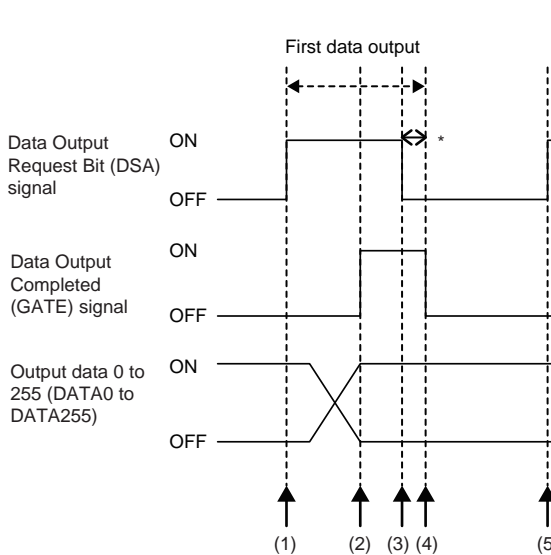 First data output
Data Output
Request Bit (DSA)
signal
ON
*
OFF
Data Output
Completed
(GATE) signal
ON
OFF
Output data 0 to
255 (DATA0 to
DATA255)
ON
OFF
(1) (2) (3) (4) (5